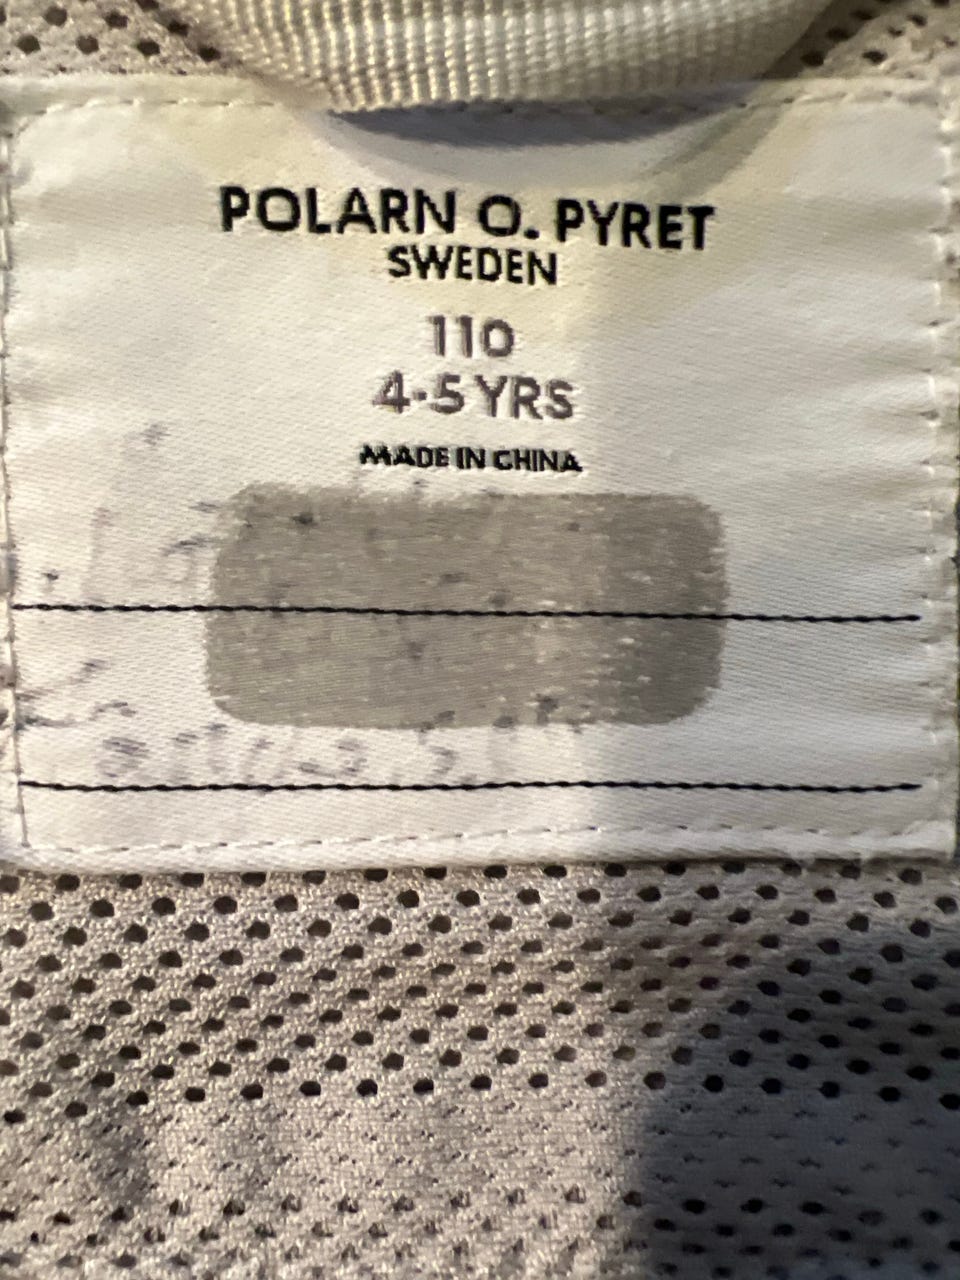 POLARN O. PYRET
SWEDEN
110
4-5 YRS
MADE IN CHINA